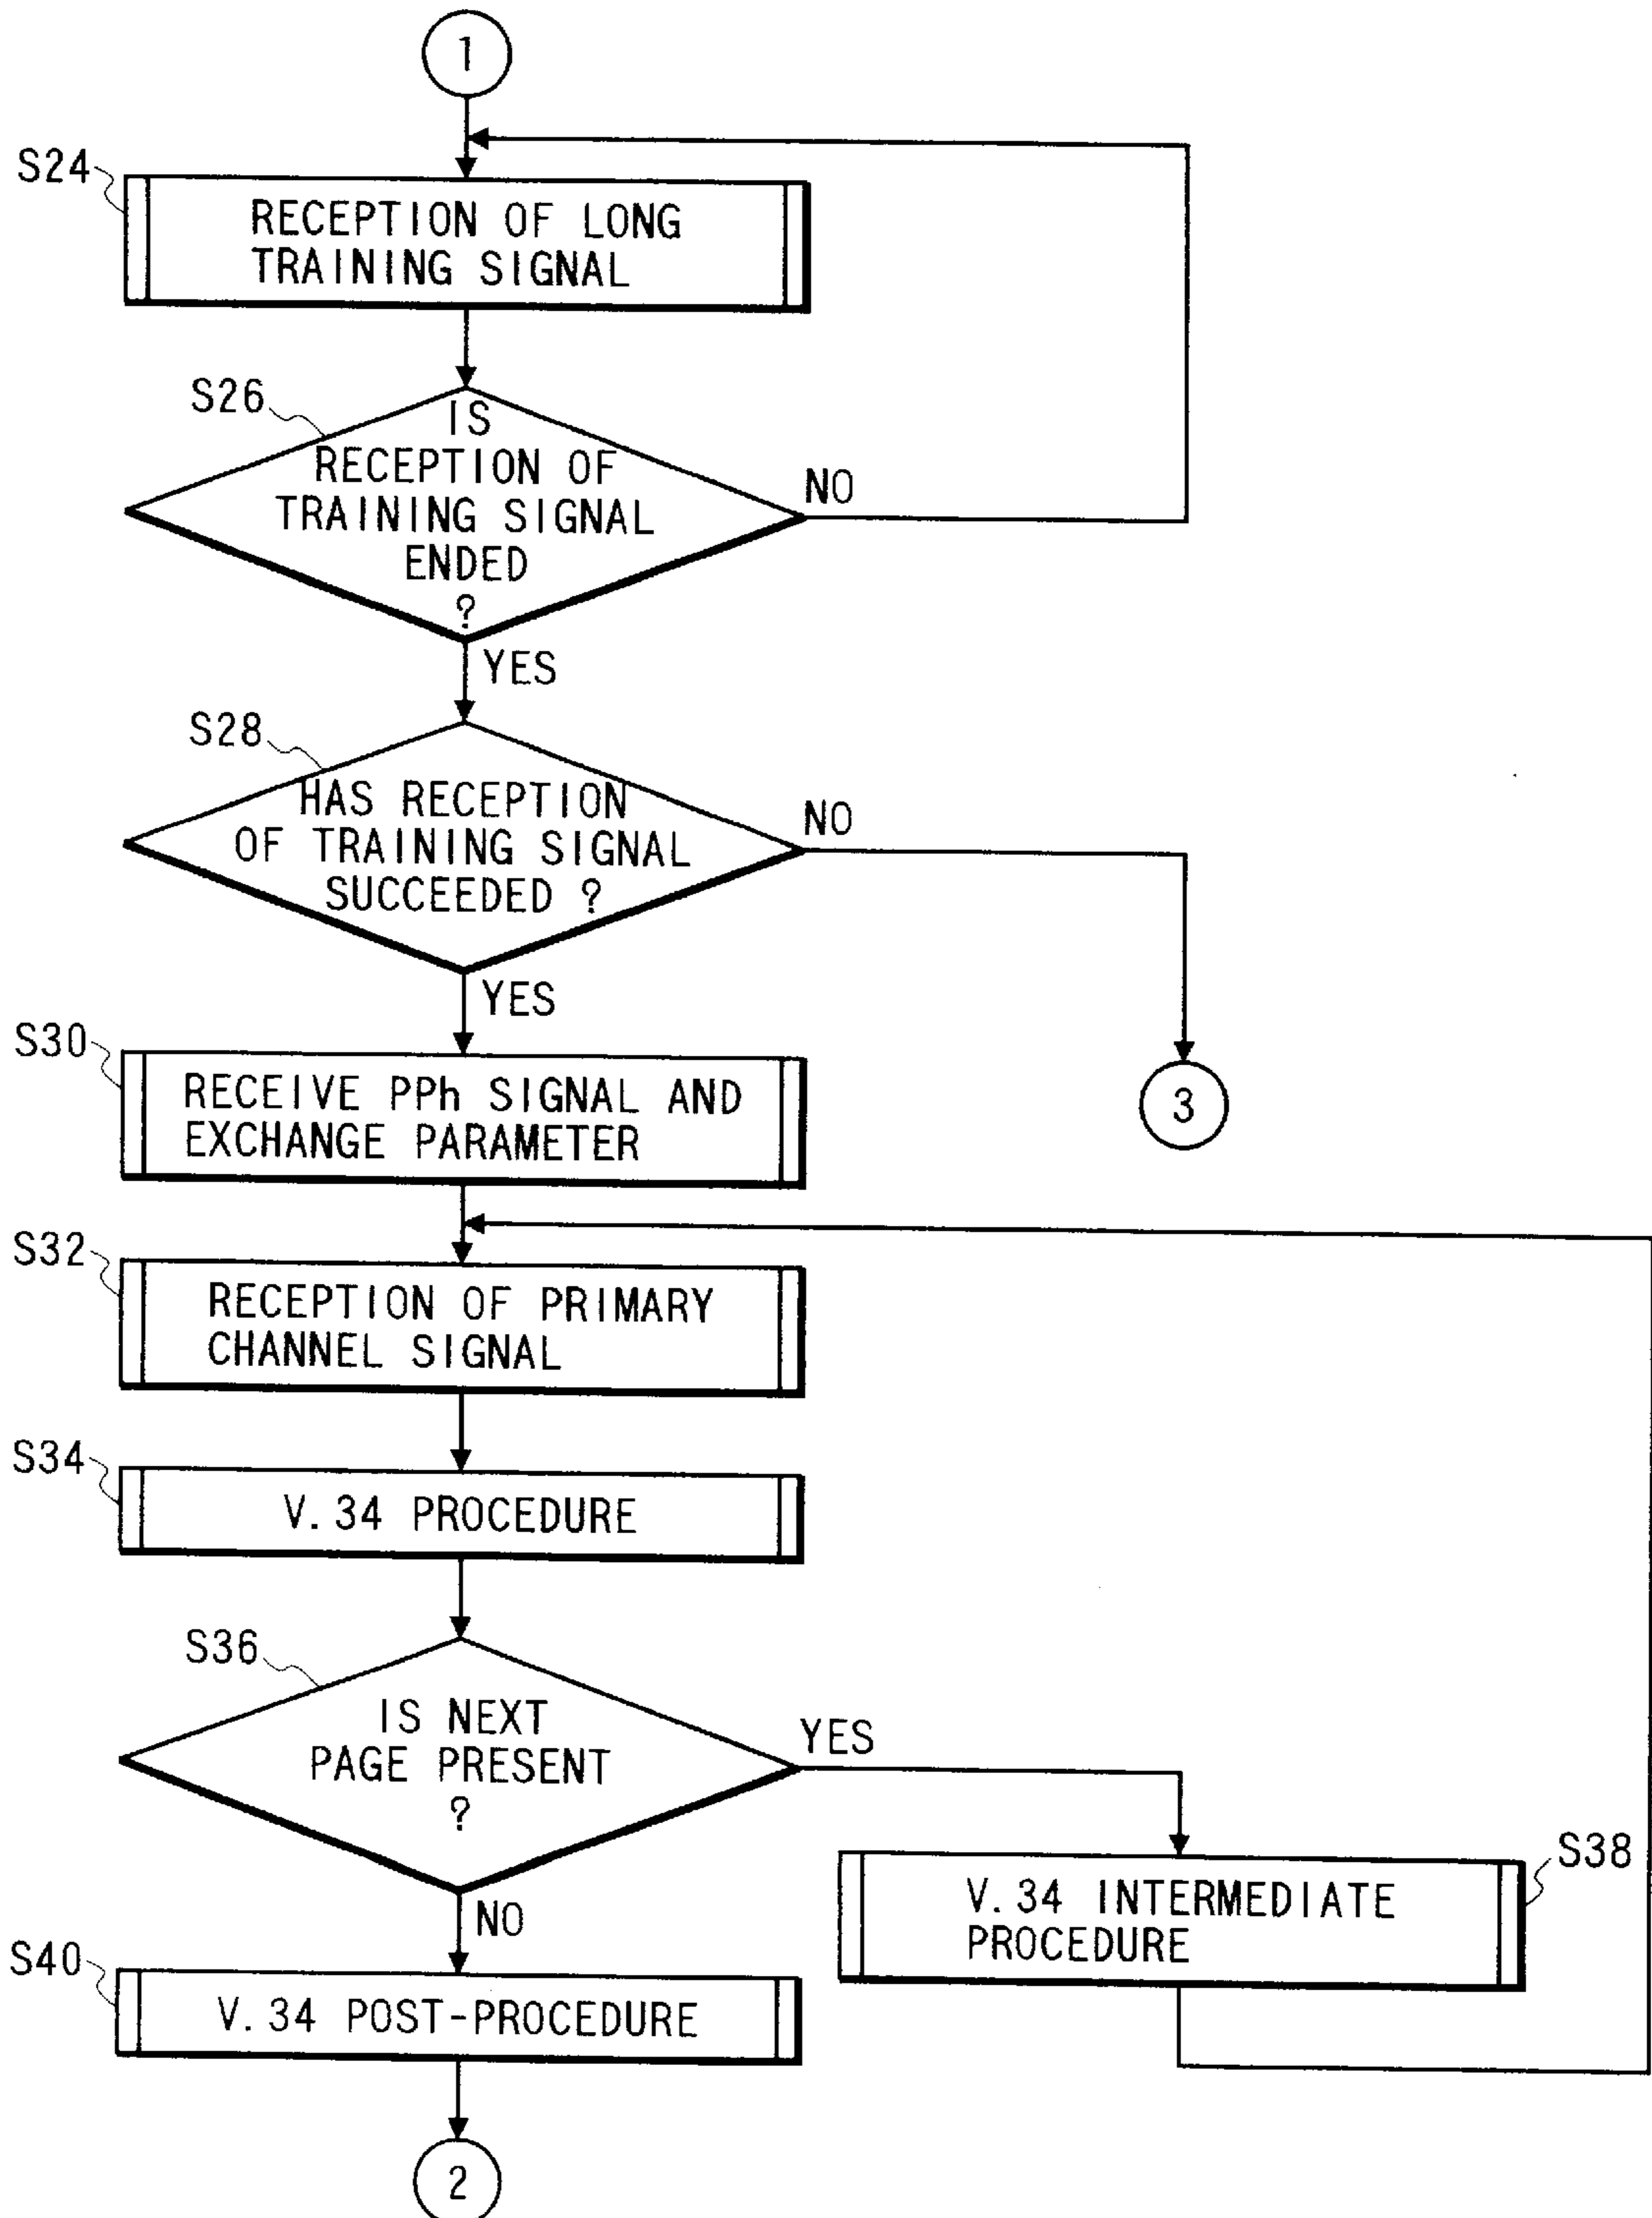 1
S24
RECEPTION OF LONG
TRAINING SIGNAL
S26
IS
RECEPTION OF
TRAINING SIGNAL
ENDED
?
NO
YES
S28
HAS RECEPTION
OF TRAINING SIGNAL
SUCCEEDED ?
NO
YES
3
S30
RECEIVE PPh SIGNAL AND
EXCHANGE PARAMETER
S32
RECEPTION OF PRIMARY
CHANNEL SIGNAL
S34
V.34 PROCEDURE
S36
IS NEXT
PAGE PRESENT
?
YES
NO
S38
V.34 INTERMEDIATE
PROCEDURE
S40
V.34 POST-PROCEDURE
2